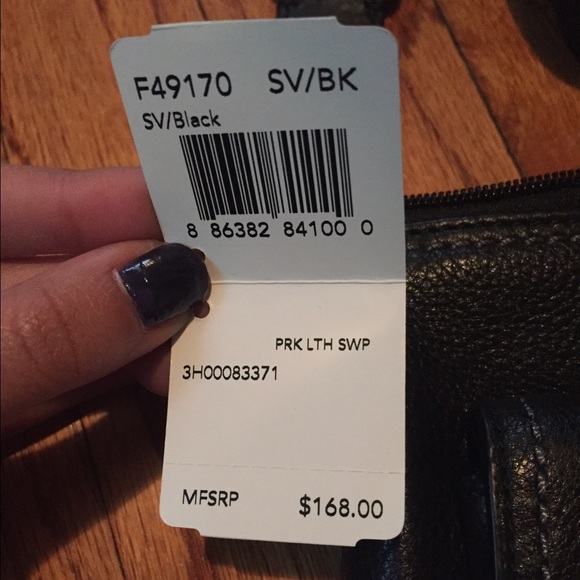 F49170 SV/BK
SV/Black
8 86382 84100 0
PRK LTH SWP
3H00083371
MFSRP $168.00